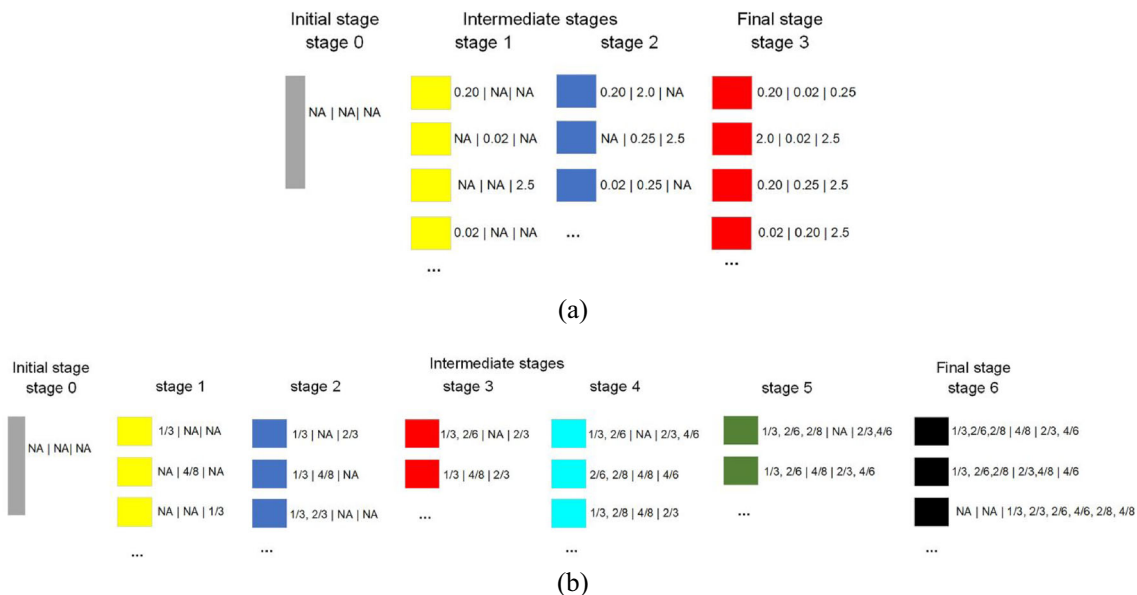 Initial stage Intermediate stages Final stage
stage 0 stage 1 stage 2 stage 3
0.20 | NA| NA 0.20 | 2.0 | NA 0.20 | 0.02 | 0.25
NA | NA| NA
NA | 0.02 | NA NA | 0.25 | 2.5 2.0 | 0.02 | 2.5
NA | NA | 2.5 0.02 | 0.25 | NA 0.20 | 0.25 | 2.5
0.02 | NA | NA ... 0.02 | 0.20 | 2.5
... ...
(a)
Initial stage Intermediate stages Final stage
stage 0 stage 1 stage 2 stage 3 stage 4 stage 5 stage 6
1/3 | NA| NA 1/3 | NA | 2/3 1/3, 2/6 | NA | 2/3 1/3, 2/6 | NA | 2/3, 4/6 1/3, 2/6, 2/8 | NA | 2/3,4/6 1/3,2/6,2/8 | 4/8 | 2/3, 4/6
NA | NA| NA
NA | 4/8 | NA 1/3 | 4/8 | NA 1/3 | 4/8 | 2/3 2/6, 2/8 | 4/8 | 4/6 1/3, 2/6 | 4/8 | 2/3, 4/6 1/3, 2/6,2/8 | 2/3,4/8 | 4/6
NA | NA | 1/3 1/3, 2/3 | NA | NA ... 1/3, 2/8 | 4/8 | 2/3 ... NA | NA | 1/3, 2/3, 2/6, 4/6, 2/8, 4/8
... ... ... ...
(b)